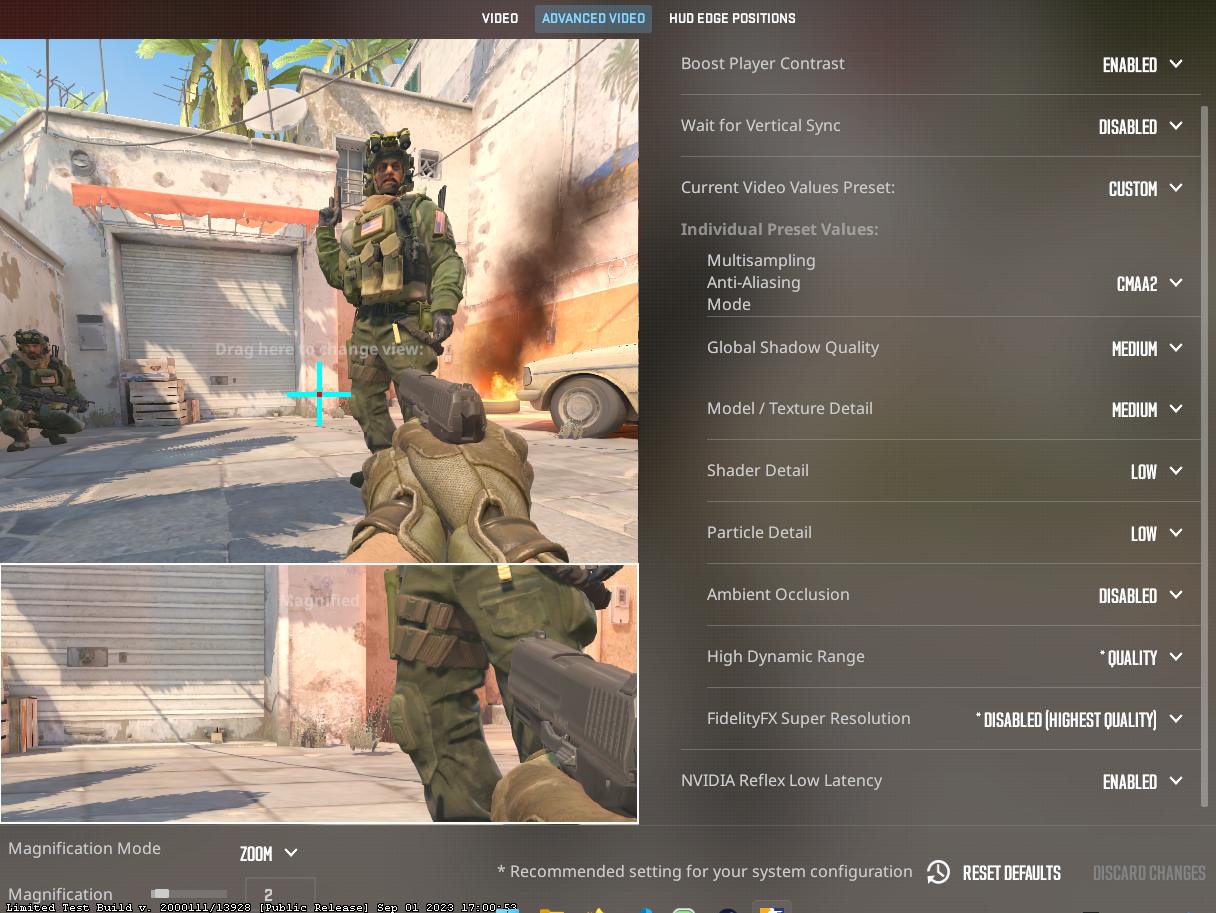 VIDEO
ADVANCED VIDEO
HUD EDGE POSITIONS
Boost Player Contrast
ENABLED
Wait for Vertical Sync
DISABLED
Current Video Values Preset:
CUSTOM
Individual Preset Values:
Multisampling
Anti-Aliasing
Mode
CMAA2
Global Shadow Quality
MEDIUM
Model / Texture Detail
MEDIUM
Shader Detail
LOW
Particle Detail
LOW
Ambient Occlusion
DISABLED
High Dynamic Range
* QUALITY
FidelityFX Super Resolution
* DISABLED (HIGHEST QUALITY)
NVIDIA Reflex Low Latency
ENABLED
Drag here to change view:
Magnified
Magnification Mode
ZOOM
Magnification
2
* Recommended setting for your system configuration
RESET DEFAULTS
DISCARD CHANGES
Limited Test Build v. 2000111/13928 [Public Release] Sep 01 2023 17:00:53